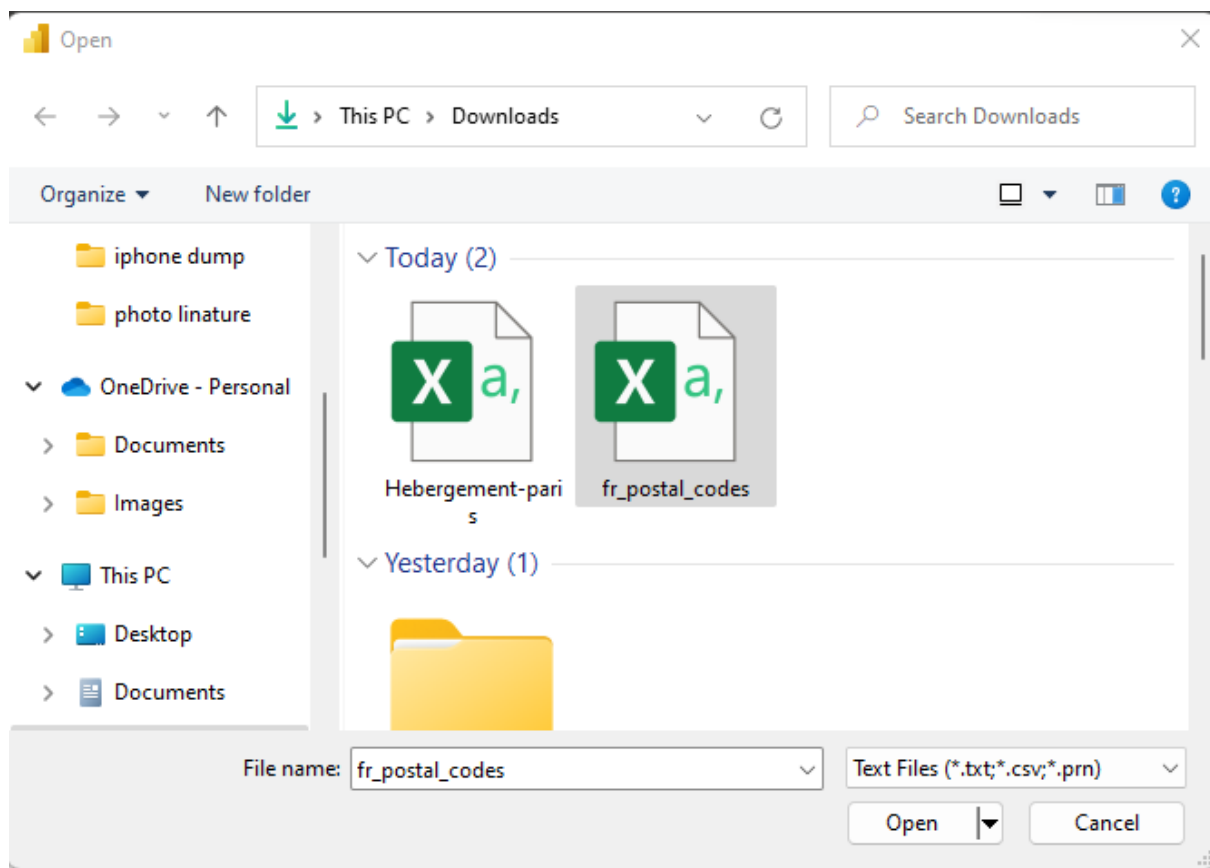 Open
This PC > Downloads
Search Downloads
Organize
New folder
iphone dump
photo linature
OneDrive - Personal
Documents
Images
This PC
Desktop
Documents
Today (2)
X a,
X a,
Hebergement-pari
s
fr_postal_codes
Yesterday (1)
File name: fr_postal_codes
Text Files (*.txt;*.csv;*.prn)
Open
Cancel